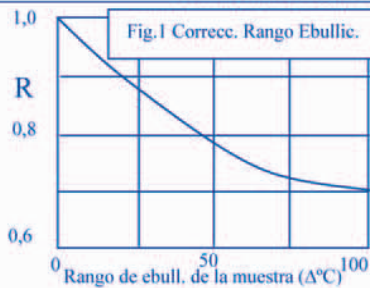 1,0
Fig.1 Correcc. Rango Ebullic.
R
0,8
0,6
0 50 100
Rango de ebull. de la muestra (ΔºC)